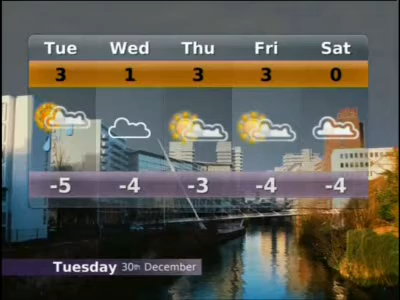 Tue Wed Thu Fri Sat
3 1 3 3 0
-5 -4 -3 -4 -4
Tuesday 30th December